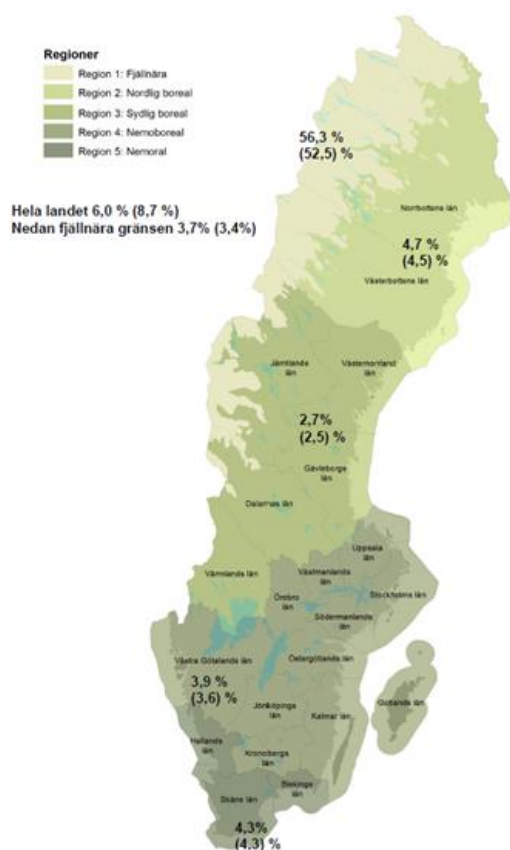 Regioner
Region 1: Fjällnära
Region 2: Nordlig boreal
Region 3: Sydlig boreal
Region 4: Nemoboreal
Region 5: Nemoral
56,3 %
(52,5) %
Hela landet 6,0 % (8,7 %)
Nedan fjällnära gränsen 3,7% (3,4%)
Norrbottens län
4,7 %
(4,5) %
Västerbottens län
Jämtlands
län
Västernorrland
län
2,7%
(2,5) %
Gävleborgs
län
Dalarnas län
Uppsala
län
Värmlands län
Västmanlands
län
Örebro
län
Stockholms län
Södermanlands
län
Västra Götalands län
Östergötlands län
3,9 %
(3,6) %
Jönköpings
län
Kalmar län
Gotlands län
Hallands
län
Kronobergs
län
Skåne län
Blekinge
län
4,3%
(4,3) %